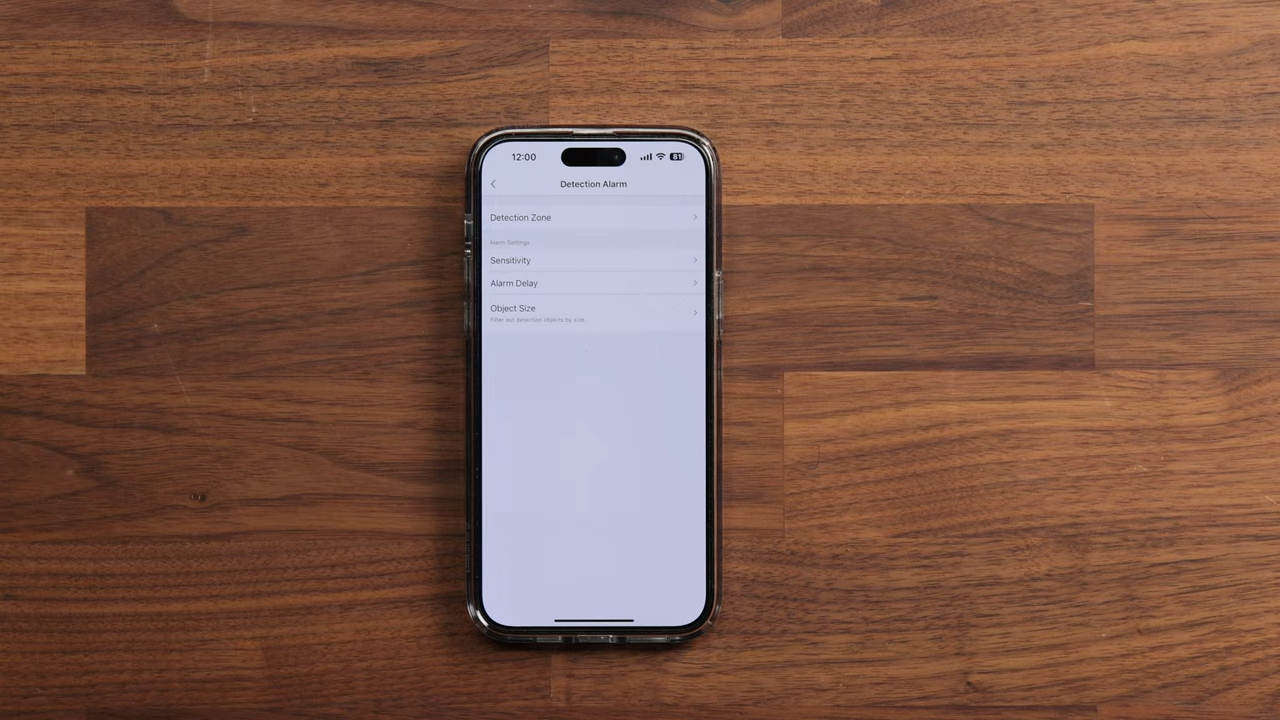 12:00
81
Detection Alarm
Detection Zone
Alarm Settings
Sensitivity
Alarm Delay
Object Size
Filter out detection objects by size.